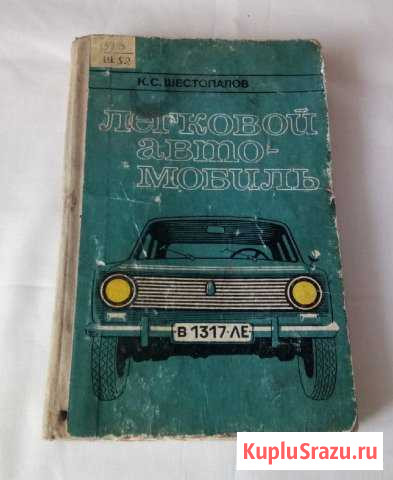 К.С. ШЕСТОПАЛОВ
ЛЕГКОВОЙ
АВТО-
МОБИЛЬ
В 1317-ЛЕ
KupluSrazu.ru